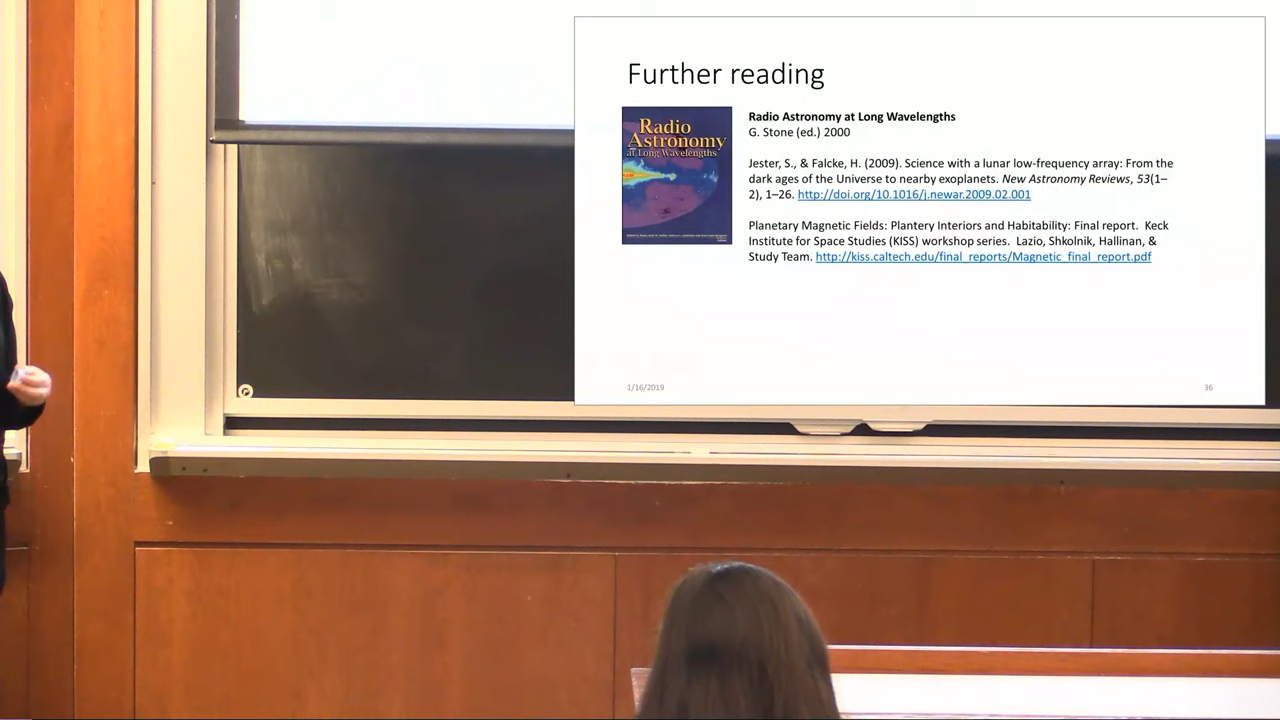 Further reading
Radio
Astronomy
at Long Wavelengths
Radio Astronomy at Long Wavelengths
G. Stone (ed.) 2000
Jester, S., & Falcke, H. (2009). Science with a lunar low-frequency array: From the
dark ages of the Universe to nearby exoplanets. New Astronomy Reviews, 53(1–
2), 1–26. http://doi.org/10.1016/j.newar.2009.02.001
Planetary Magnetic Fields: Plantery Interiors and Habitability: Final report. Keck
Institute for Space Studies (KISS) workshop series. Lazio, Shkolnik, Hallinan, &
Study Team. http://kiss.caltech.edu/final_reports/Magnetic_final_report.pdf
1/16/2019
36